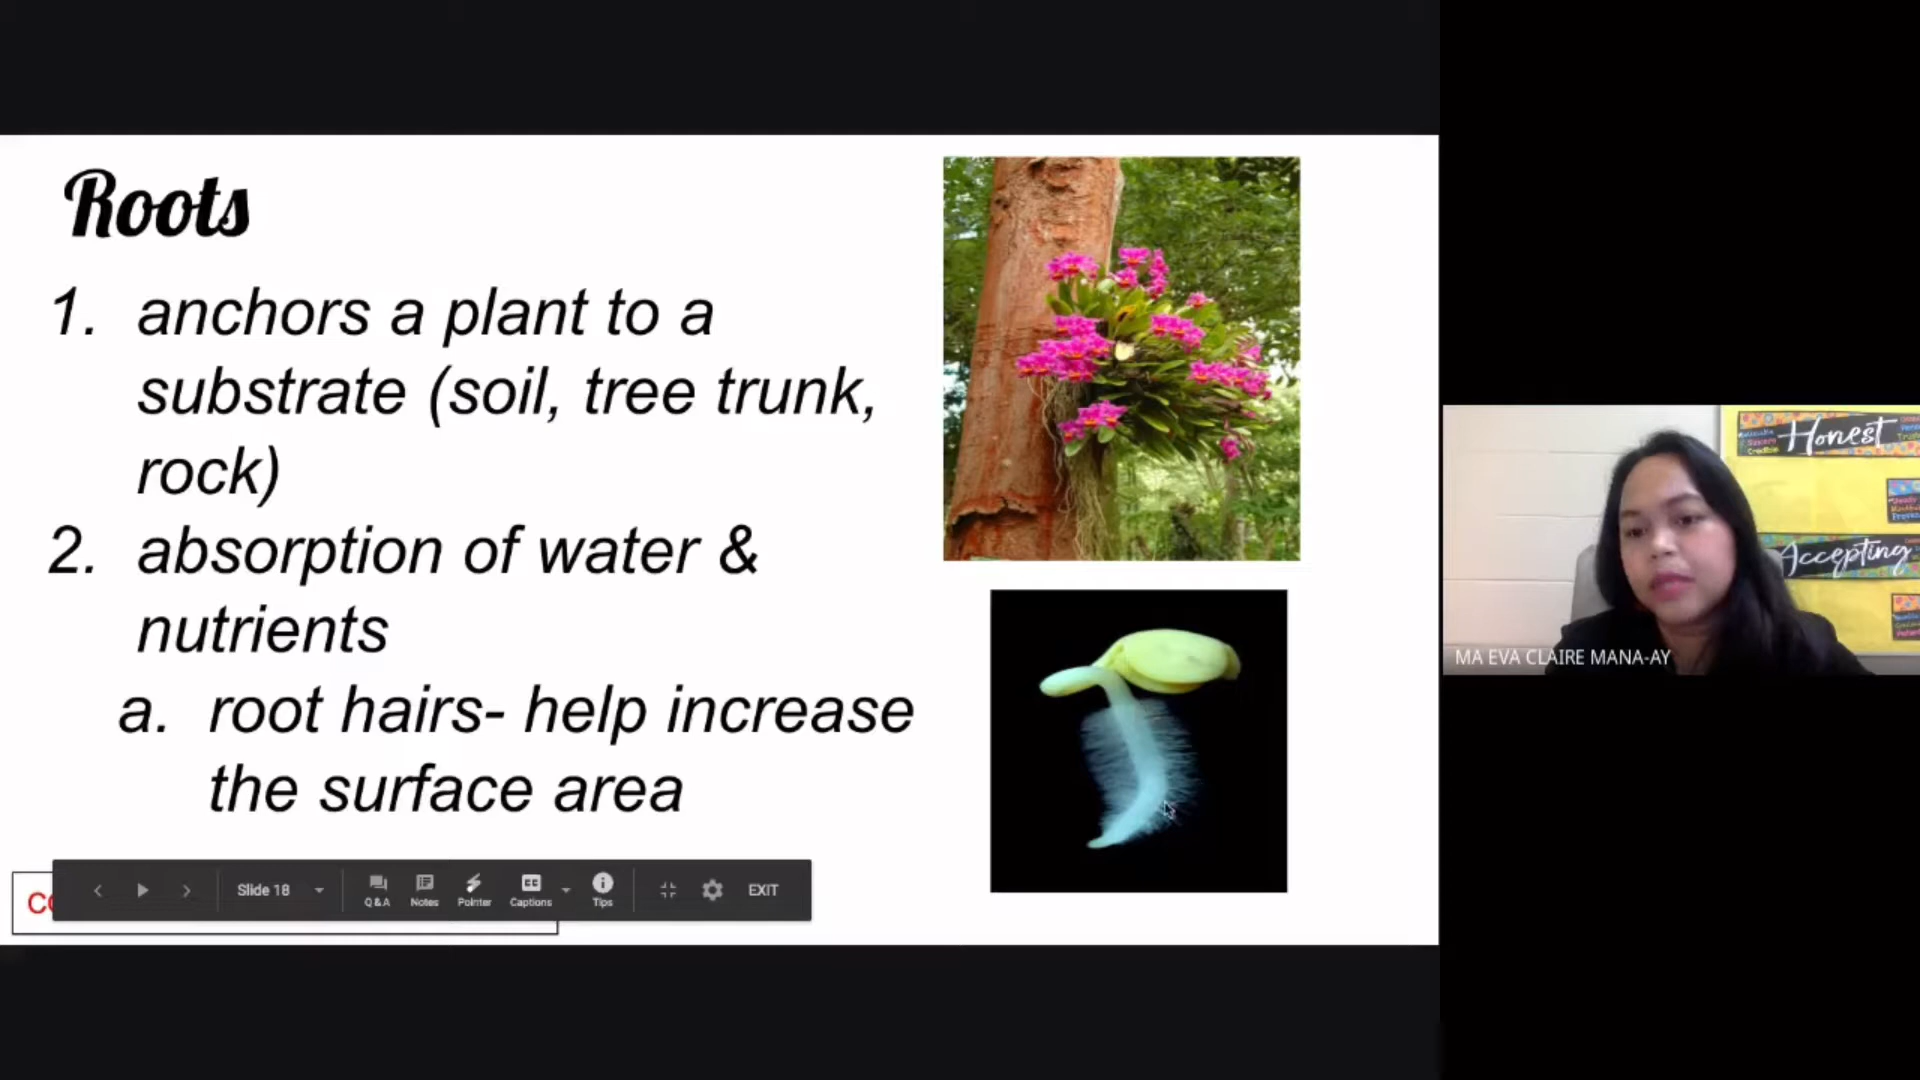 Roots
1. anchors a plant to a
substrate (soil, tree trunk,
rock)
2. absorption of water &
nutrients
a. root hairs- help increase
the surface area
Slide 18
Q&A
Notes
Pointer
Captions
Tips
EXIT
Honest
Accepting
MA EVA CLAIRE MANA-AY